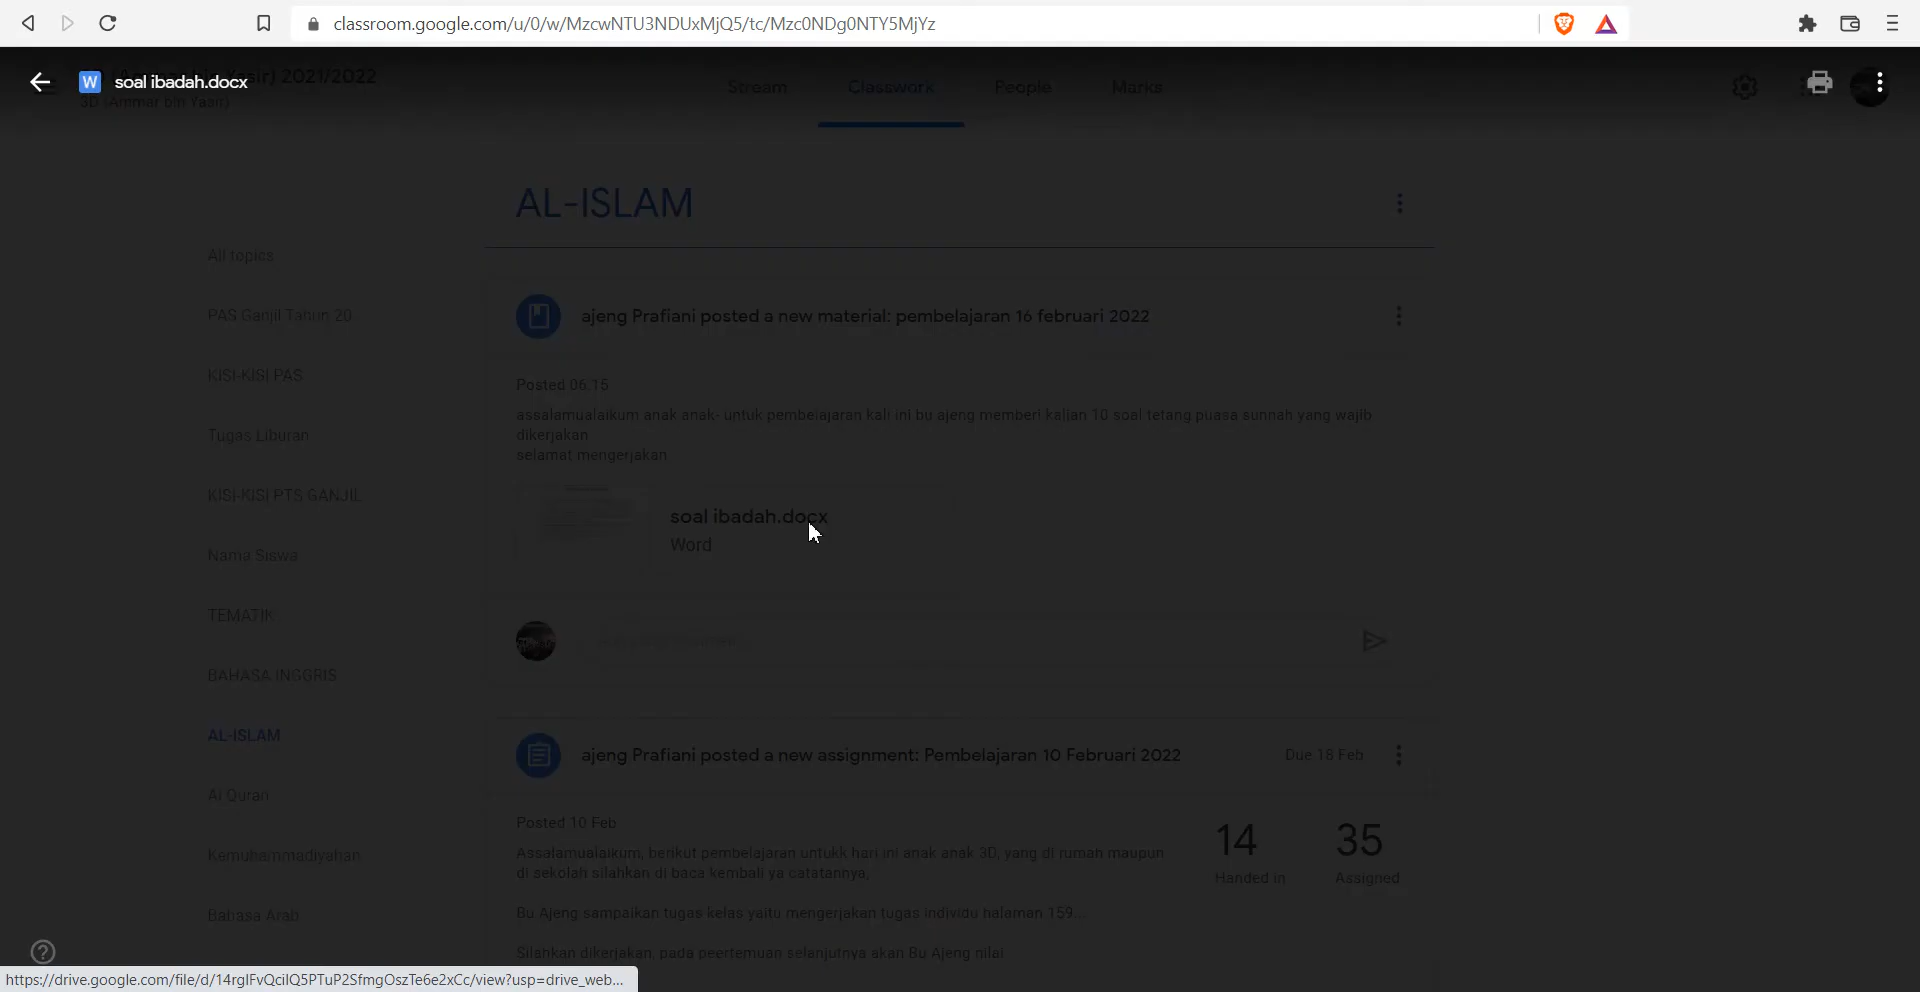 classroom.google.com/u/0/w/MzcwNTU3NDUxMjQ5/tc/Mzc0NDg0NTY5MjYz
soal ibadah.docx
2021/2022
3D (Ammar bin Yasir)
Stream
Classwork
People
Marks
AL-ISLAM
All topics
PAS Ganjil Tahun 20...
KISI-KISI PAS
Tugas Liburan
KISI-KISI PTS GANJIL
Nama Siswa
TEMATIK
BAHASA INGGRIS
AL-ISLAM
Al Quran
Kemuhammadiyahan
Bahasa Arab
ajeng Prafiani posted a new material: pembelajaran 16 februari 2022
Posted 06:15
assalamualaikum anak anak- untuk pembelajaran kali ini bu ajeng memberi kalian 10 soal tetang puasa sunnah yang wajib
dikerjakan
selamat mengerjakan
soal ibadah.docx
Word
ajeng Prafiani posted a new assignment: Pembelajaran 10 Februari 2022
Due 18 Feb
Posted 10 Feb
Assalamualaikum, berikut pembelajaran untukk hari ini anak anak 3D, yang di rumah maupun
di sekolah silahkan di baca kembali ya catatannya,
Bu Ajeng sampaikan tugas kelas yaitu mengerjakan tugas individu halaman 159...
Silahkan dikerjakan, pada peertemuan selanjutnya akan Bu Ajeng nilai
14
Handed in
35
Assigned
https://drive.google.com/file/d/14rglFvQcilQ5PTuP2SfmgOszTe6e2xCc/view?usp=drive_web...